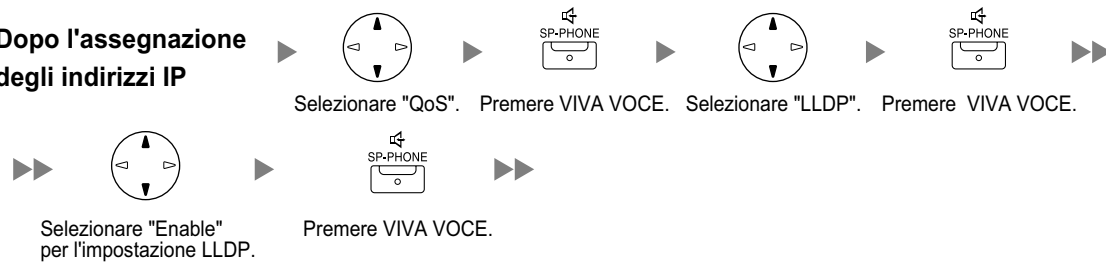 Dopo l'assegnazione
degli indirizzi IP
SP-PHONE
SP-PHONE
Selezionare "QoS". Premere VIVA VOCE. Selezionare "LLDP". Premere VIVA VOCE.
SP-PHONE
Selezionare "Enable"
per l'impostazione LLDP.
Premere VIVA VOCE.